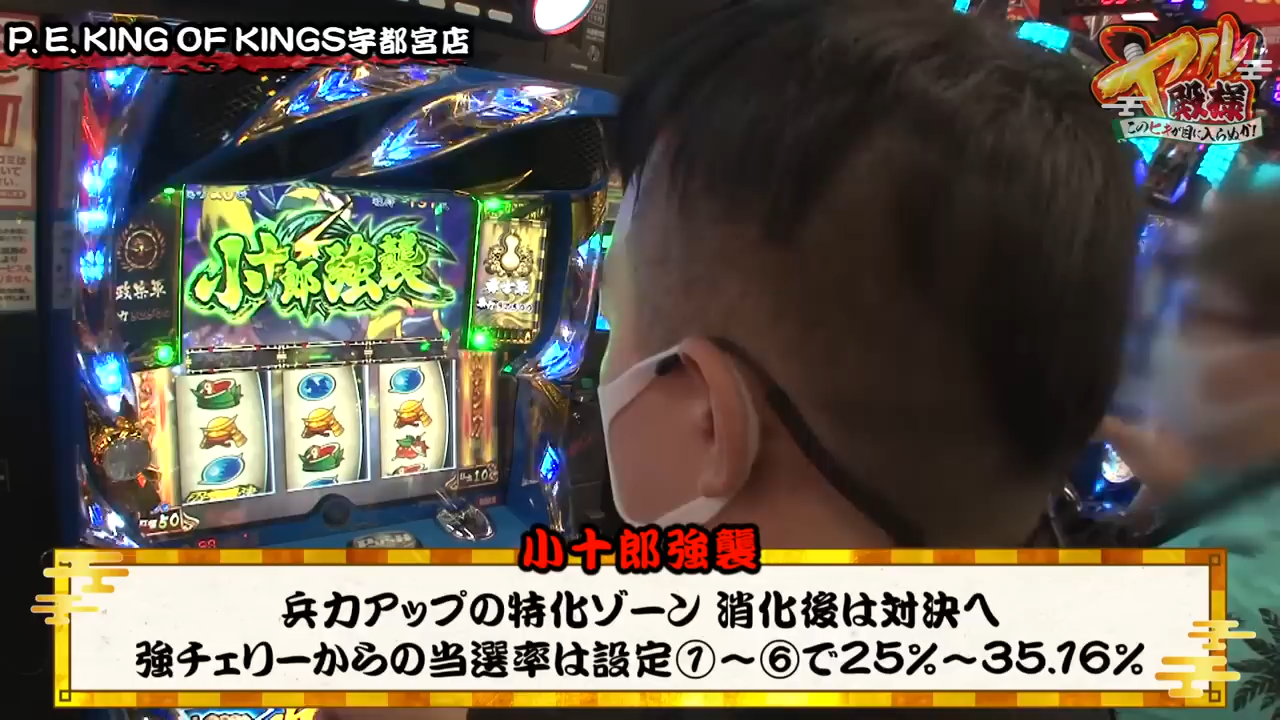 P.E.KING OF KINGS宇都宮店
ヤルヲ
殿様
このヒキが目に入らぬか!
小十郎強襲
50
10
小十郎強襲
兵力アップの特化ゾーン 消化後は対決へ
強チェリーからの当選率は設定①〜⑥で25%〜35.16%